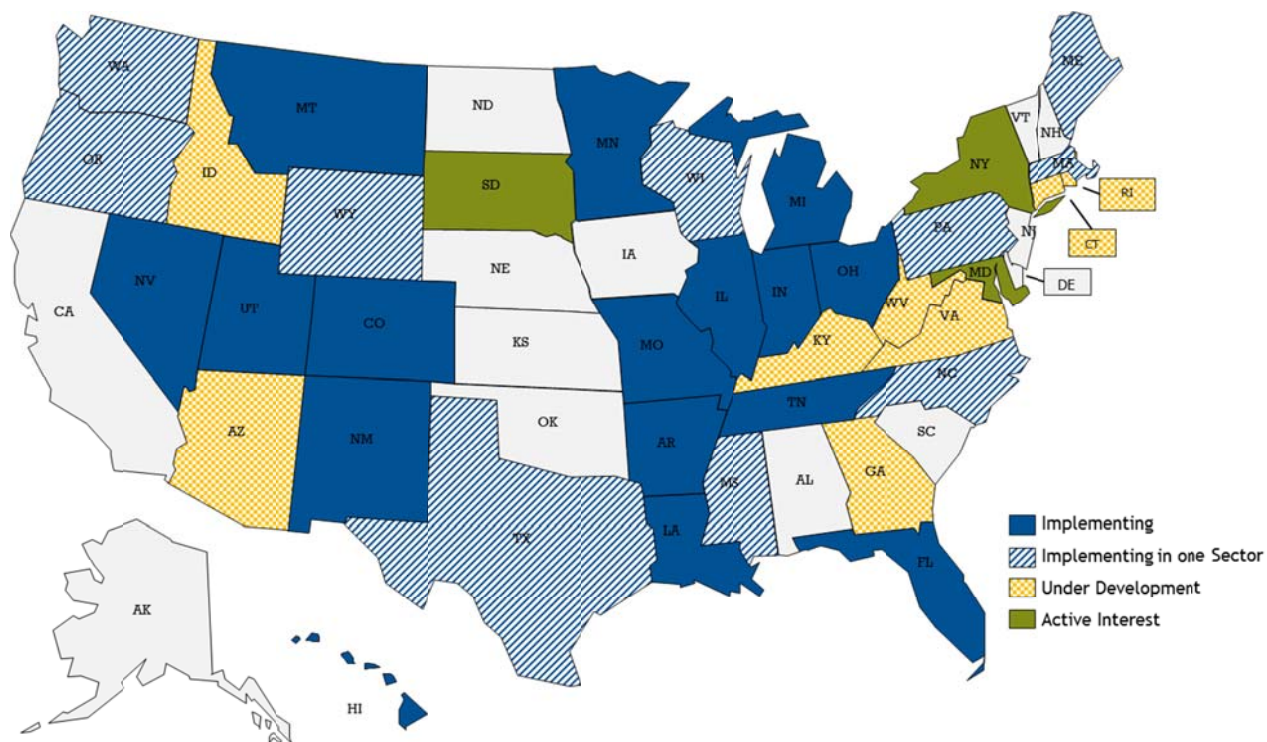 WA
MT
ND
MN
ME
VT
NH
OR
ID
SD
WI
NY
MA
WY
MI
RI
IA
PA
NJ
CT
NE
NV
UT
CO
IL
IN
OH
MD
DE
CA
KS
MO
WV
VA
KY
AZ
NM
OK
AR
TN
NC
SC
TX
MS
AL
GA
LA
FL
AK
HI
Implementing
Implementing in one Sector
Under Development
Active Interest